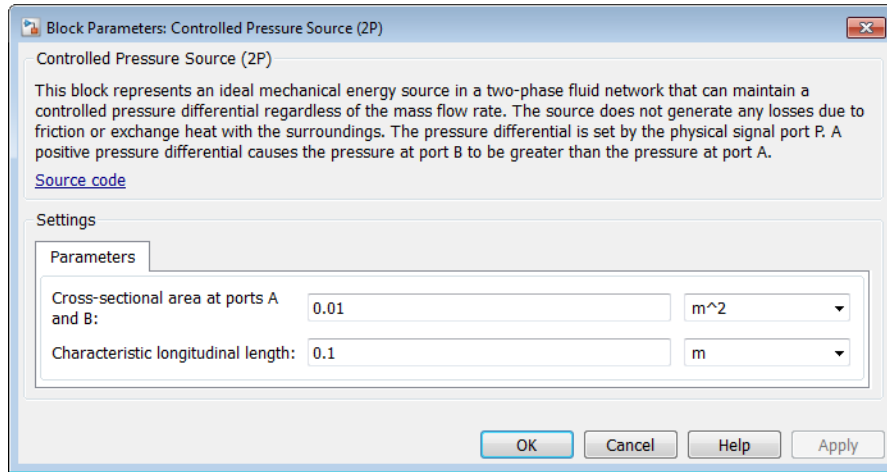 Block Parameters: Controlled Pressure Source (2P)
Controlled Pressure Source (2P)
This block represents an ideal mechanical energy source in a two-phase fluid network that can maintain a
controlled pressure differential regardless of the mass flow rate. The source does not generate any losses due to
friction or exchange heat with the surroundings. The pressure differential is set by the physical signal port P. A
positive pressure differential causes the pressure at port B to be greater than the pressure at port A.
Source code
Settings
Parameters
Cross-sectional area at ports A
and B:
0.01
m^2
Characteristic longitudinal length:
0.1
m
OK
Cancel
Help
Apply